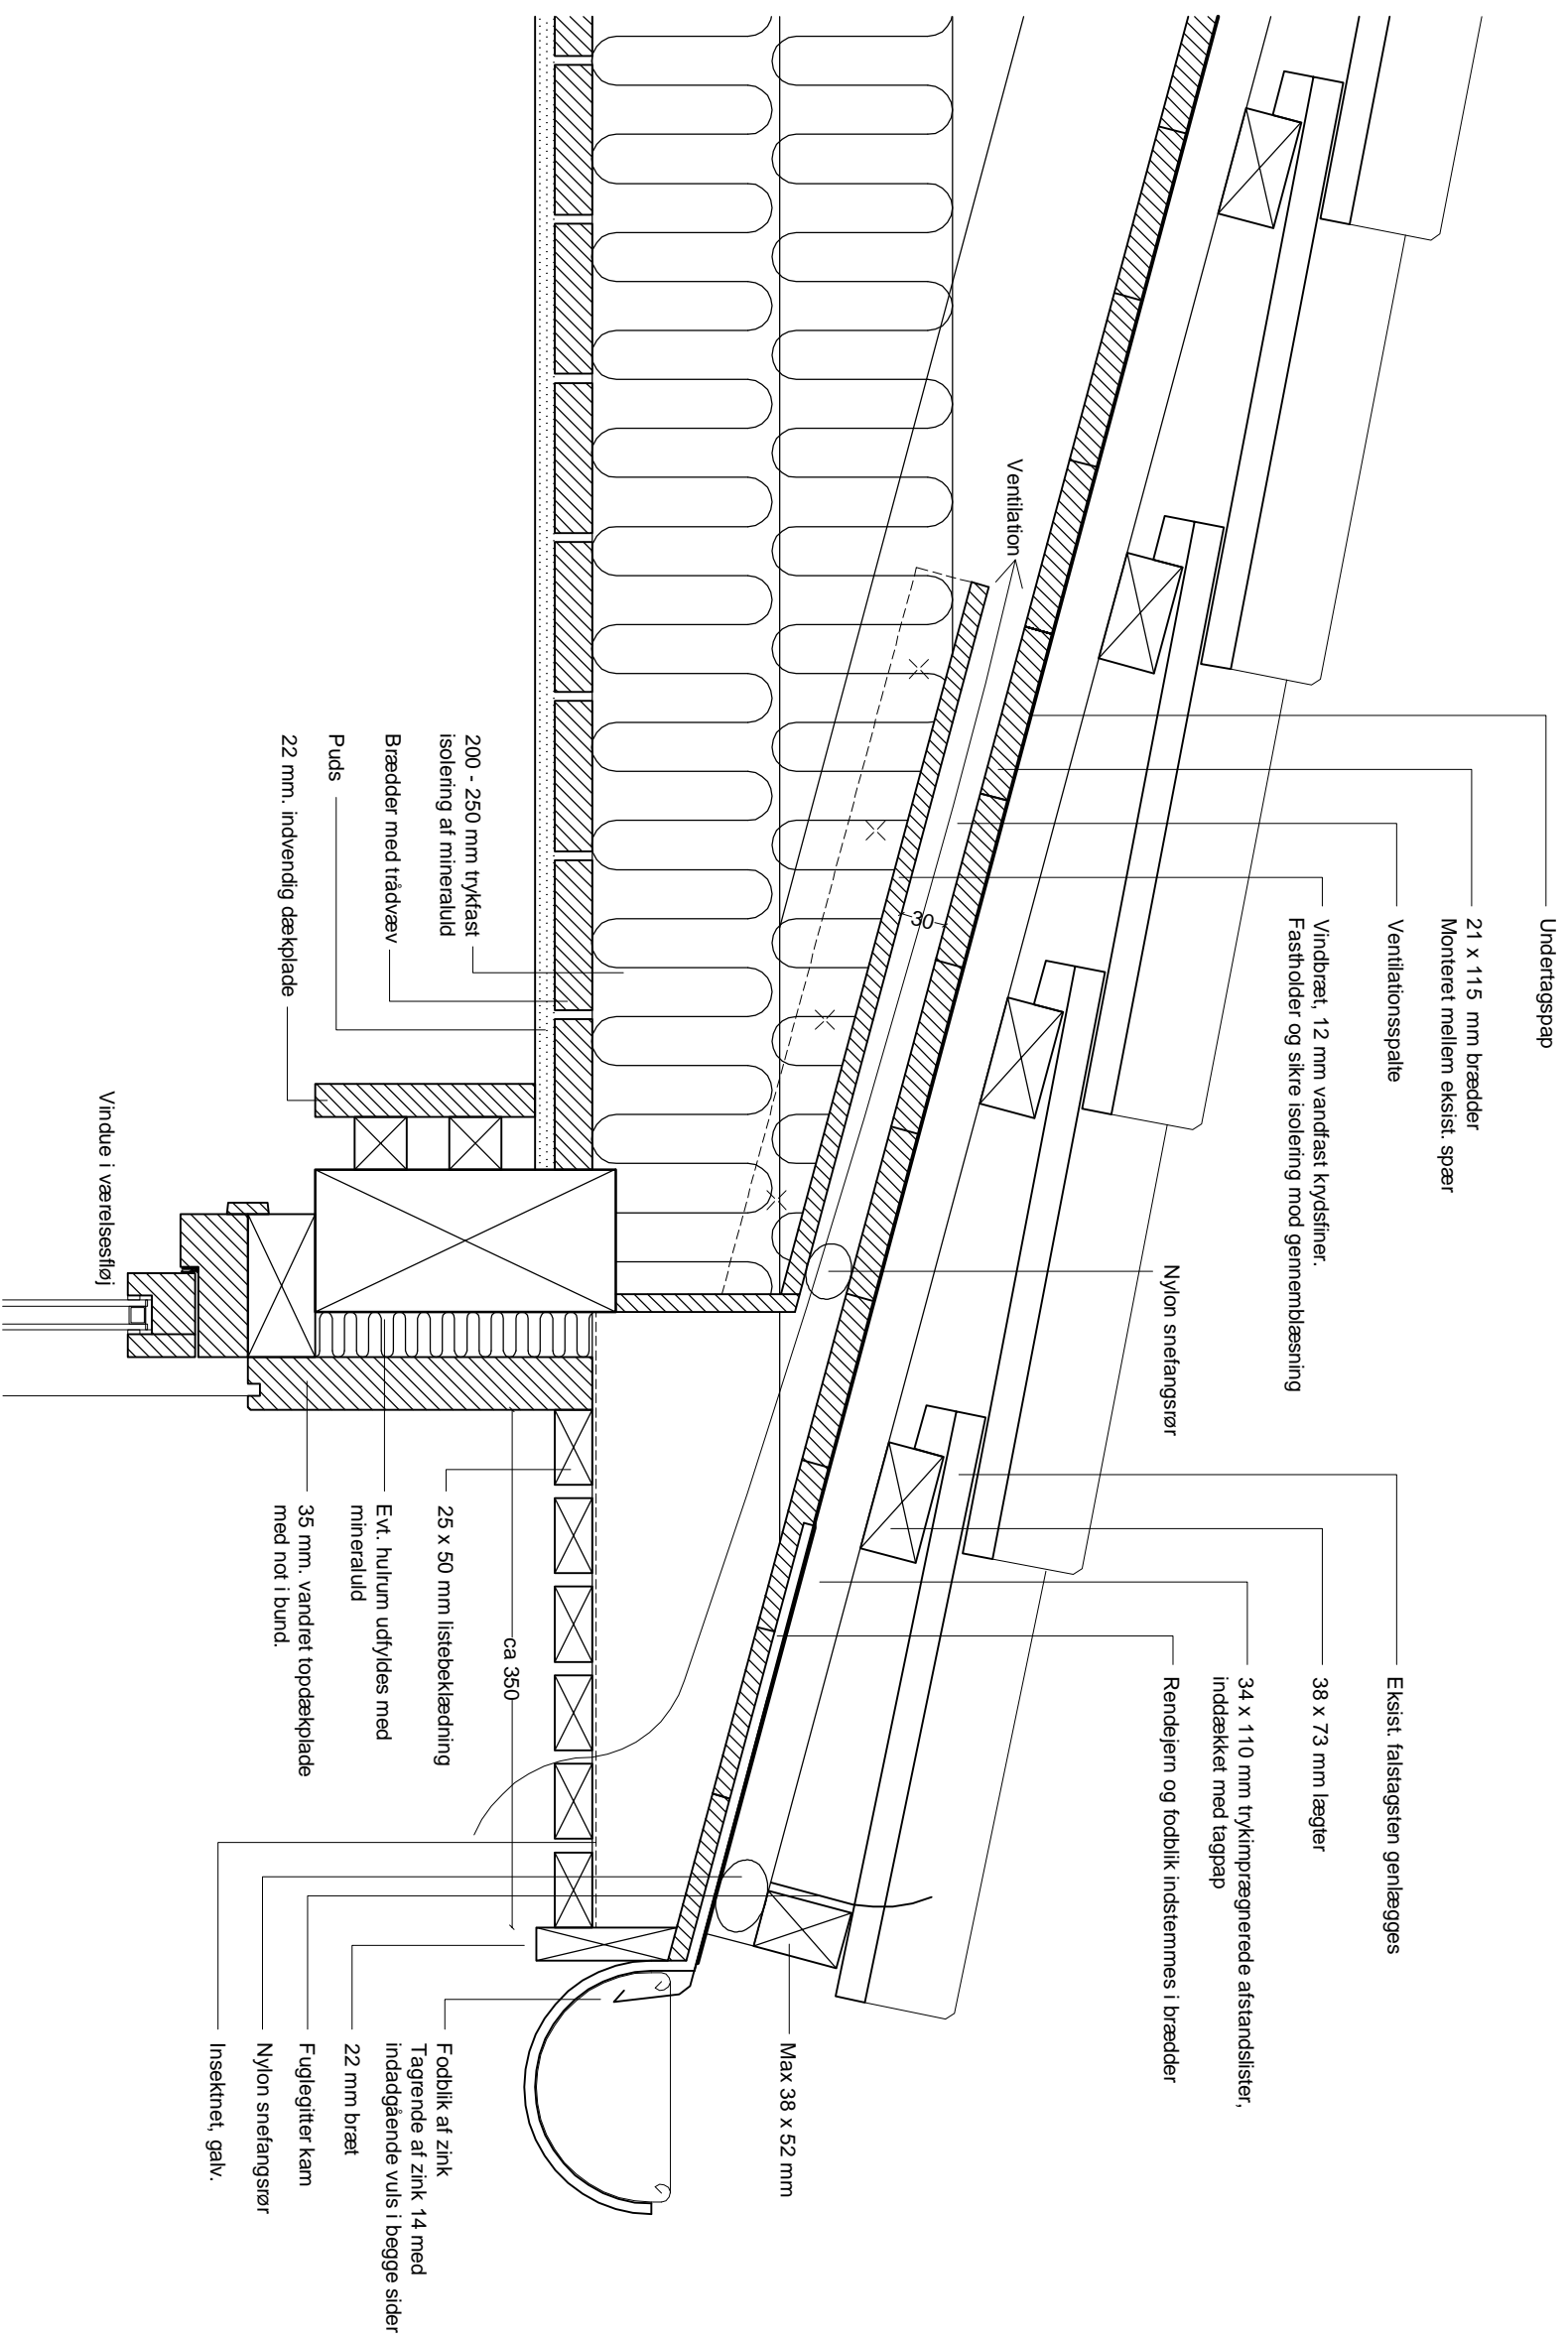 Undertagspap
21 x 115 mm brædder
Monteret mellem eksist. spær
Ventilationsspalte
Vindbræt, 12 mm vandfast krydsfiner.
Fastholder og sikre isolering mod gennemblæsning
Nylon snefangsrør
Eksist. falstagsten genlægges
38 x 73 mm lægter
34 x 110 mm trykimprægnerede afstandslister,
inddækket med tagpap
Rendejern og fodblik indstemmes i brædder
Max 38 x 52 mm
Ventilation
30
200 - 250 mm trykfast
isolering af mineraluld
Brædder med trådvæv
Puds
22 mm. indvendig dækplade
Vindue i værelsesfløj
ca 350
25 x 50 mm listebeklædning
Evt. hulrum udfyldes med
mineraluld
35 mm. vandret topdækplade
med not i bund.
Fodblik af zink
Tagrende af zink 14 med
indadgående vuls i begge sider
22 mm bræt
Fuglegitter kam
Nylon snefangsrør
Insektnet, galv.